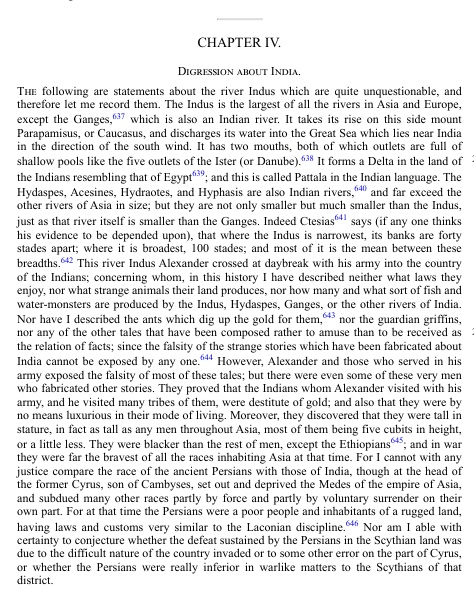 CHAPTER IV.
DIGRESSION ABOUT INDIA.
THE following are statements about the river Indus which are quite unquestionable, and
therefore let me record them. The Indus is the largest of all the rivers in Asia and Europe,
except the Ganges,637 which is also an Indian river. It takes its rise on this side mount
Parapamisus, or Caucasus, and discharges its water into the Great Sea which lies near India
in the direction of the south wind. It has two mouths, both of which outlets are full of
shallow pools like the five outlets of the Ister (or Danube).638 It forms a Delta in the land of
the Indians resembling that of Egypt639; and this is called Pattala in the Indian language. The
Hydaspes, Acesines, Hydraotes, and Hyphasis are also Indian rivers,640 and far exceed the
other rivers of Asia in size; but they are not only smaller but much smaller than the Indus,
just as that river itself is smaller than the Ganges. Indeed Ctesias641 says (if any one thinks
his evidence to be depended upon), that where the Indus is narrowest, its banks are forty
stades apart; where it is broadest, 100 stades; and most of it is the mean between these
breadths.642 This river Indus Alexander crossed at daybreak with his army into the country
of the Indians; concerning whom, in this history I have described neither what laws they
enjoy, nor what strange animals their land produces, nor how many and what sort of fish and
water-monsters are produced by the Indus, Hydaspes, Ganges, or the other rivers of India.
Nor have I described the ants which dig up the gold for them,643 nor the guardian griffins,
nor any of the other tales that have been composed rather to amuse than to be received as
the relation of facts; since the falsity of the strange stories which have been fabricated about
India cannot be exposed by any one.644 However, Alexander and those who served in his
army exposed the falsity of most of these tales; but there were even some of these very men
who fabricated other stories. They proved that the Indians whom Alexander visited with his
army, and he visited many tribes of them, were destitute of gold; and also that they were by
no means luxurious in their mode of living. Moreover, they discovered that they were tall in
stature, in fact as tall as any men throughout Asia, most of them being five cubits in height,
or a little less. They were blacker than the rest of men, except the Ethiopians645; and in war
they were far the bravest of all the races inhabiting Asia at that time. For I cannot with any
justice compare the race of the ancient Persians with those of India, though at the head of
the former Cyrus, son of Cambyses, set out and deprived the Medes of the empire of Asia,
and subdued many other races partly by force and partly by voluntary surrender on their
own part. For at that time the Persians were a poor people and inhabitants of a rugged land,
having laws and customs very similar to the Laconian discipline.646 Nor am I able with
certainty to conjecture whether the defeat sustained by the Persians in the Scythian land was
due to the difficult nature of the country invaded or to some other error on the part of Cyrus,
or whether the Persians were really inferior in warlike matters to the Scythians of that
district.